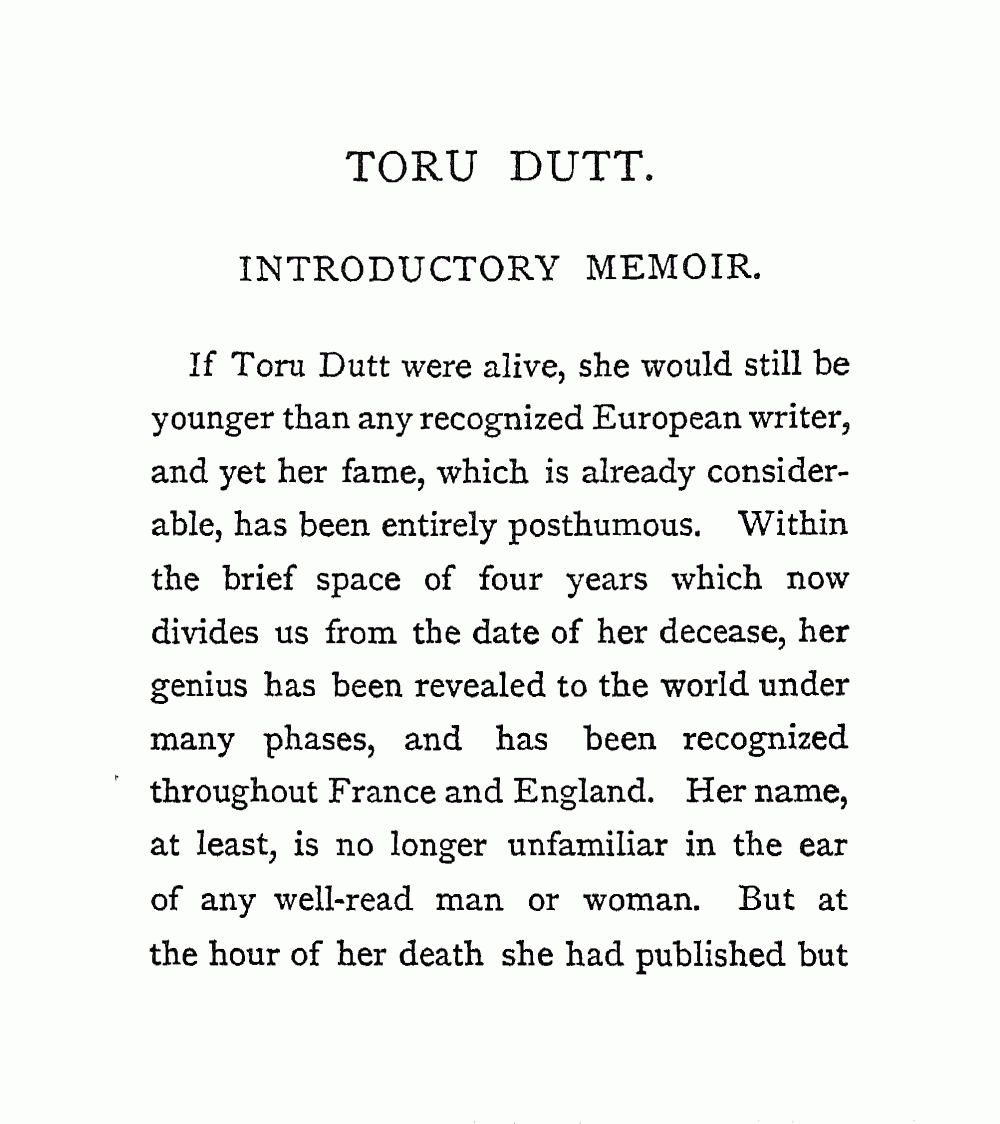 TORU DUTT.
INTRODUCTORY MEMOIR.
If Toru Dutt were alive, she would still be
younger than any recognized European writer,
and yet her fame, which is already consider-
able, has been entirely posthumous. Within
the brief space of four years which now
divides us from the date of her decease, her
genius has been revealed to the world under
many phases, and has been recognized
throughout France and England. Her name,
at least, is no longer unfamiliar in the ear
of any well-read man or woman. But at
the hour of her death she had published but